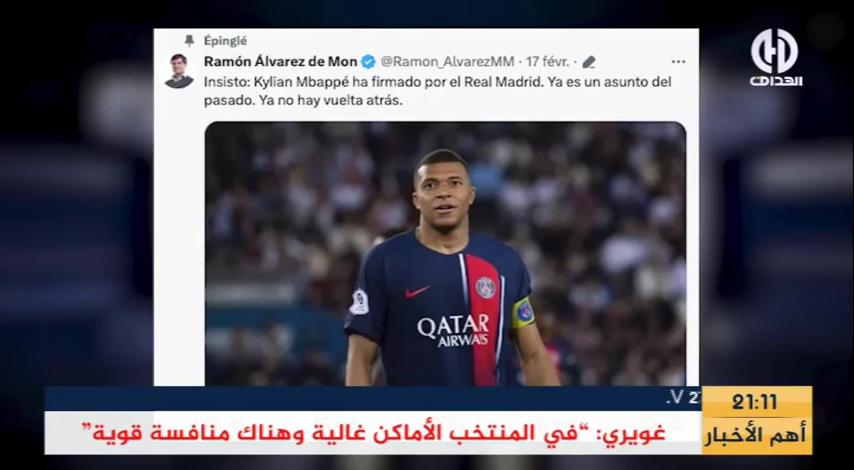 Épinglé
Ramón Álvarez de Mon @Ramon_AlvarezMM · 17 févr. ·
Insisto: Kylian Mbappé ha firmado por el Real Madrid. Ya es un asunto del
pasado. Ya no hay vuelta atrás.
الهداف
QATAR
AIRWAYS
21:11
أهم الأخبار
غويري: “في المنتخب الأماكن غالية وهناك منافسة قوية”